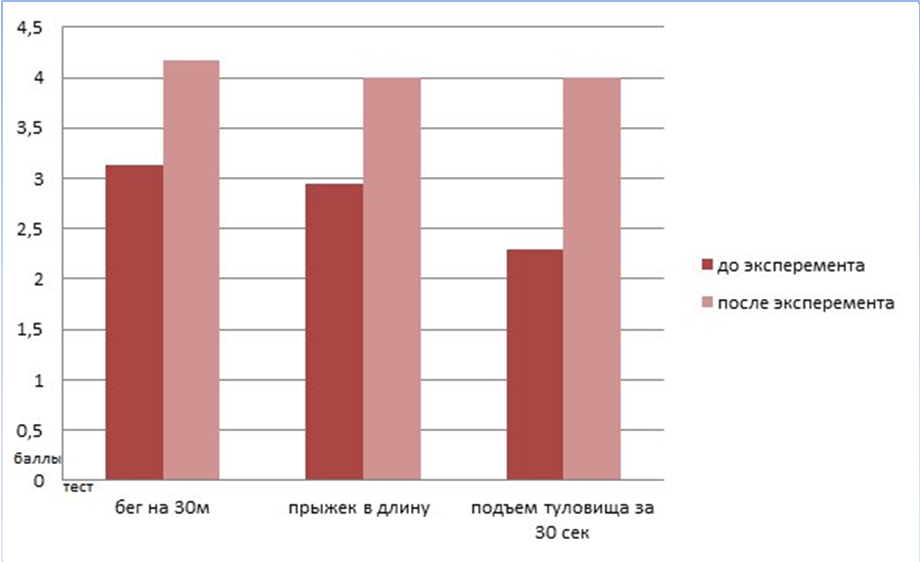 4,5
4
3,5
3
2,5
2
1,5
1
0,5
баллы
0
тест
бег на 30м
прыжек в длину
подъем туловища за
30 сек
до эксперемента
после эксперемента